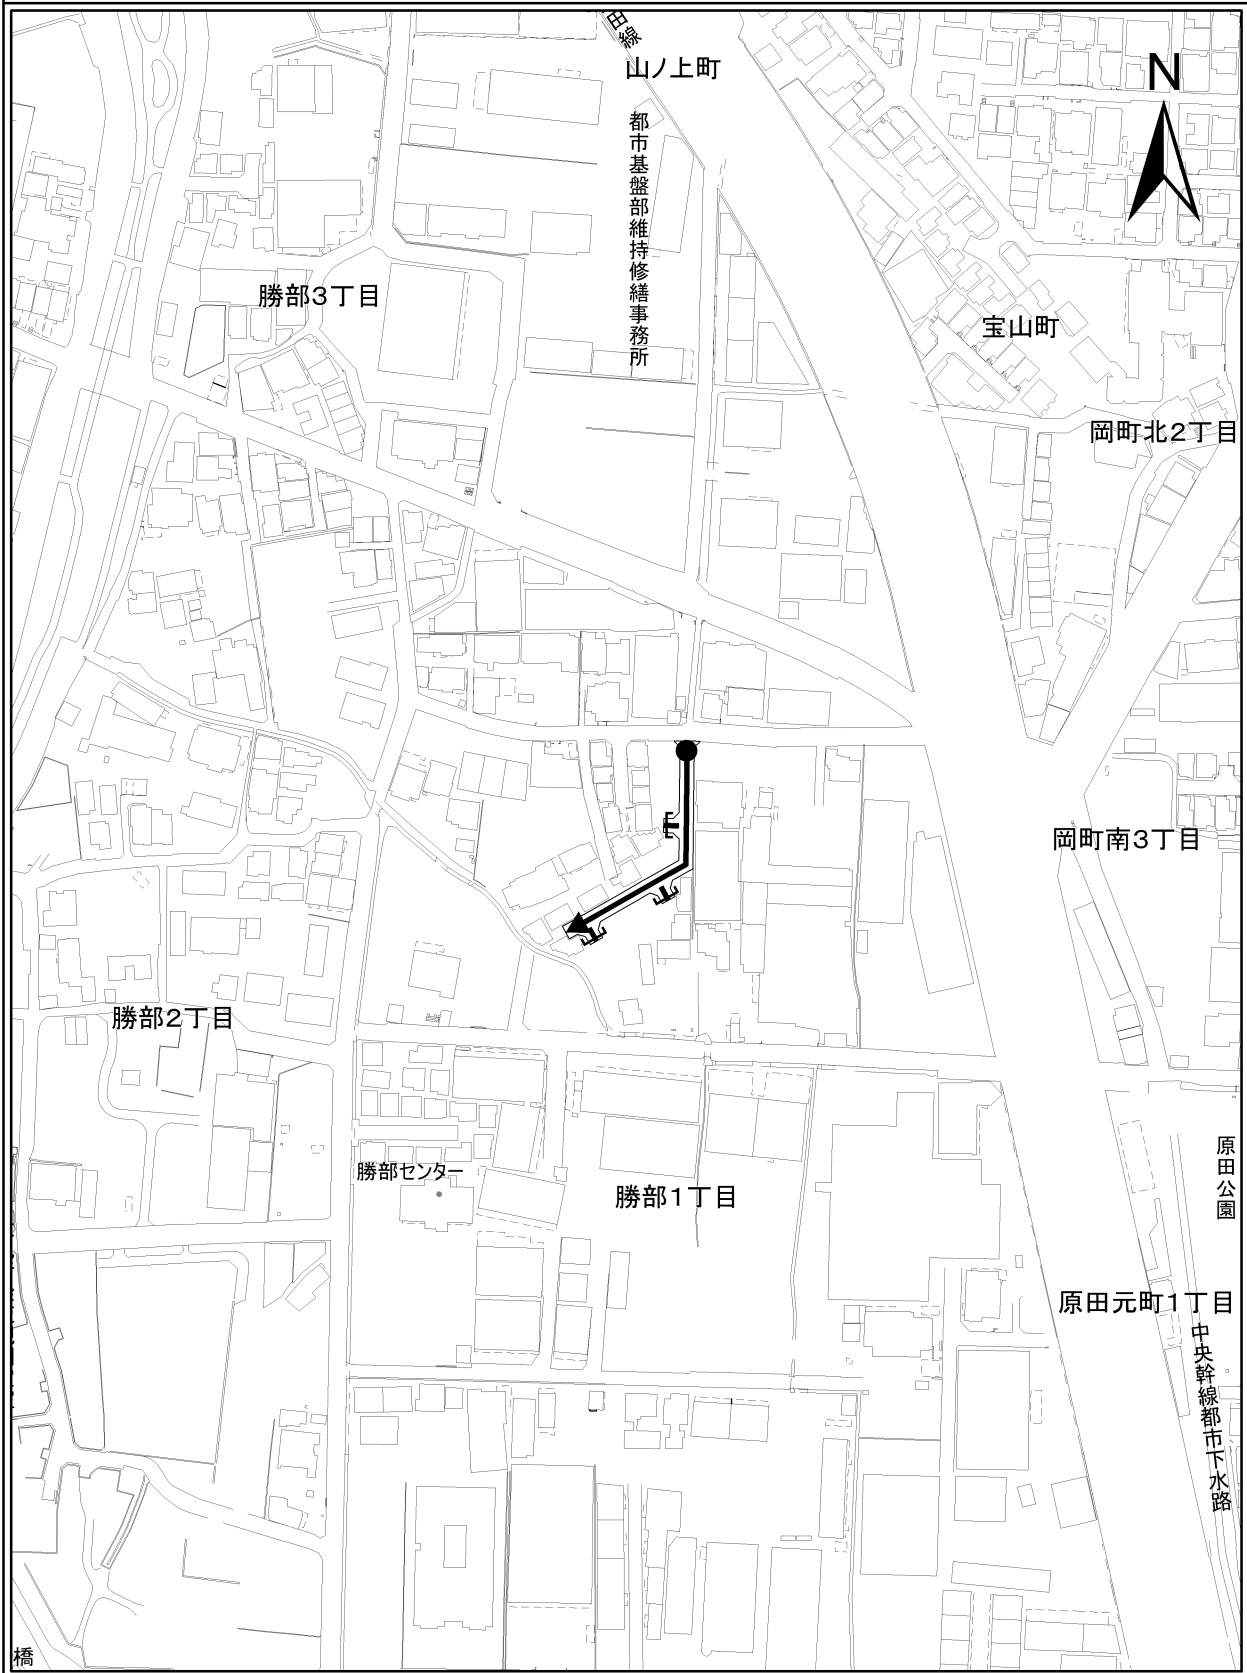 田線
山ノ上町
N
都市基盤部維持修繕事務所
勝部3丁目
宝山町
岡町北2丁目
岡町南3丁目
勝部2丁目
勝部センター
勝部1丁目
原田公園
原田元町1丁目
中央幹線都市下水路
橋